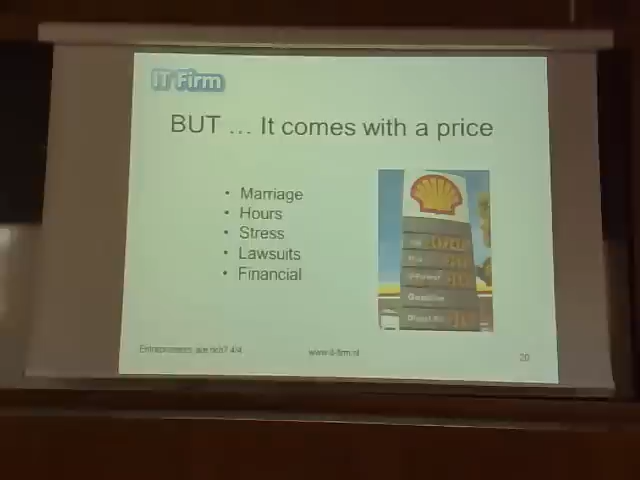 IT Firm
BUT ... It comes with a price
• Marriage
• Hours
• Stress
• Lawsuits
• Financial
Entrepreneurs are rich? 4/4
www.it-firm.nl
20